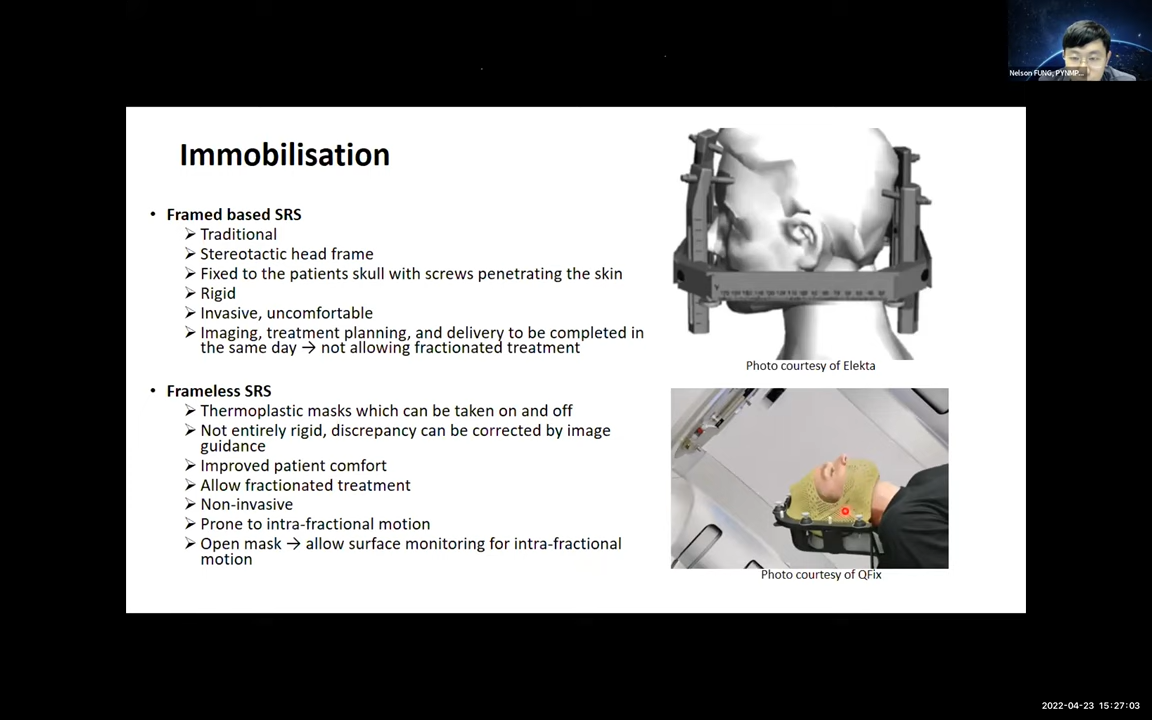 Nelson FUNG, PYNMP...
Immobilisation
• Framed based SRS
➢ Traditional
➢ Stereotactic head frame
➢ Fixed to the patients skull with screws penetrating the skin
➢ Rigid
➢ Invasive, uncomfortable
➢ Imaging, treatment planning, and delivery to be completed in
the same day → not allowing fractionated treatment
Photo courtesy of Elekta
• Frameless SRS
➢ Thermoplastic masks which can be taken on and off
➢ Not entirely rigid, discrepancy can be corrected by image
guidance
➢ Improved patient comfort
➢ Allow fractionated treatment
➢ Non-invasive
➢ Prone to intra-fractional motion
➢ Open mask → allow surface monitoring for intra-fractional
motion
Photo courtesy of QFix
2022-04-23 15:27:03